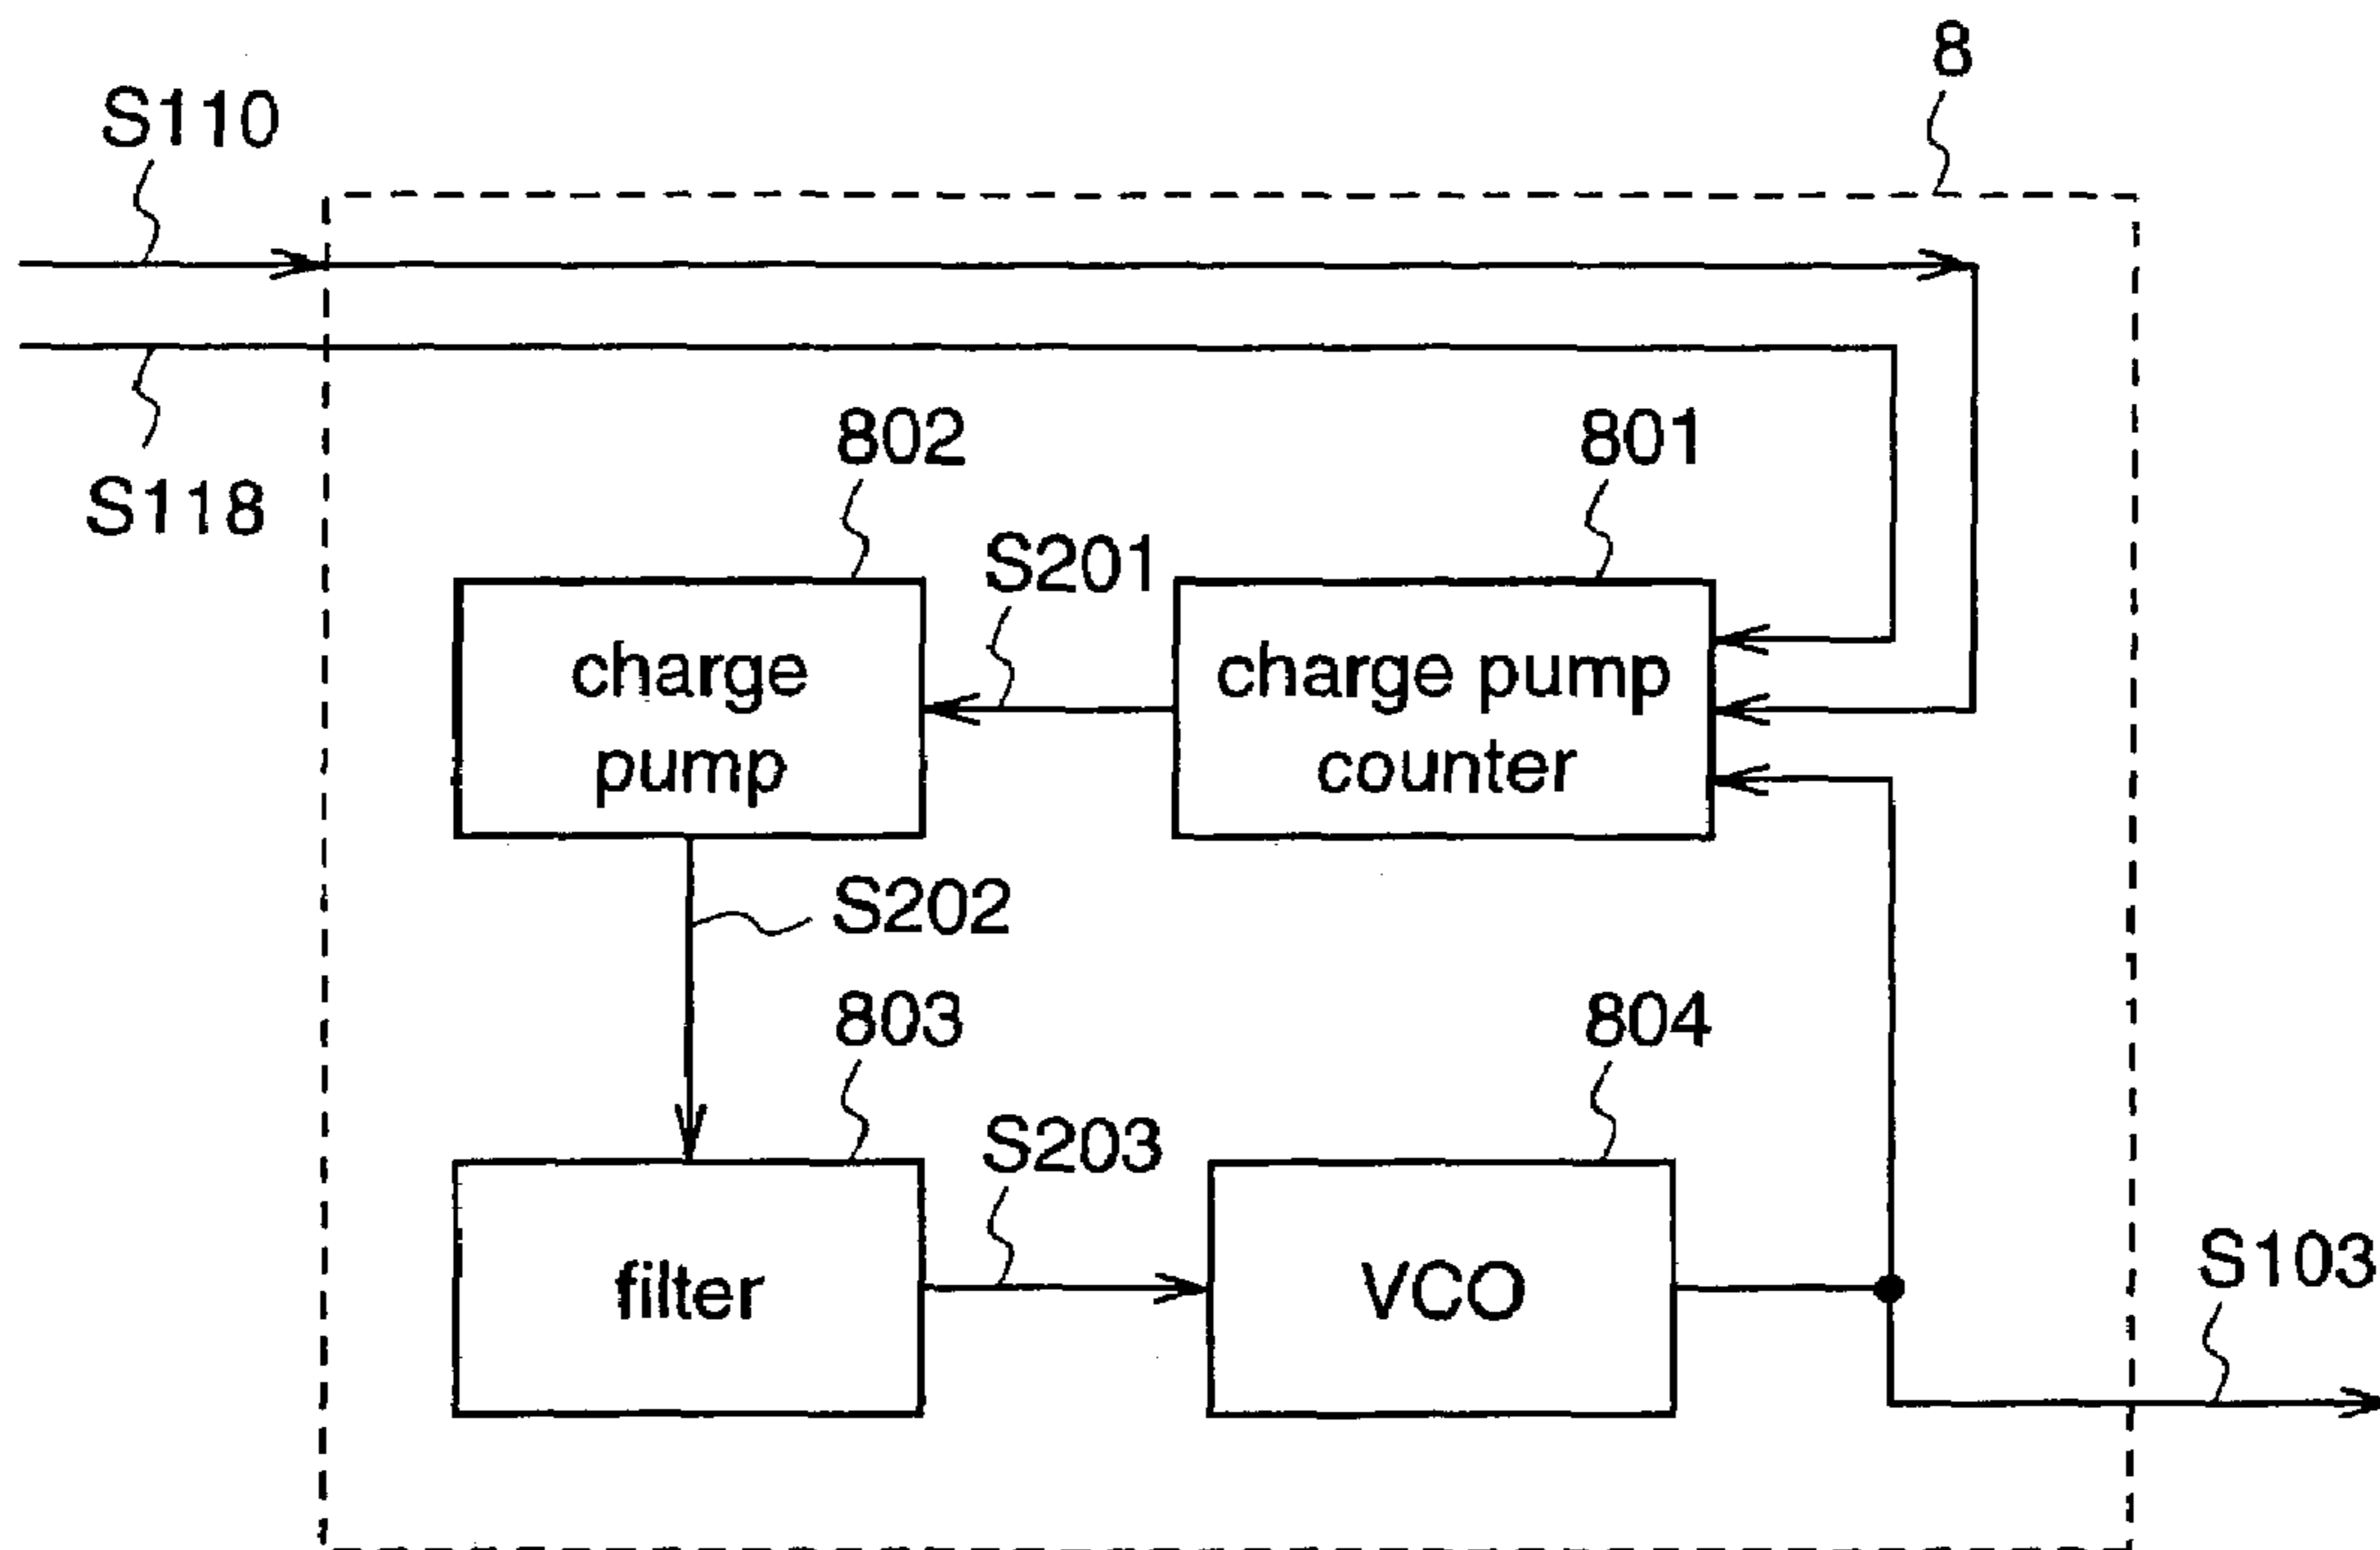 8
S110
S118
802
801
S201
charge
pump
charge pump
counter
S202
803
804
S203
filter
VCO
S103